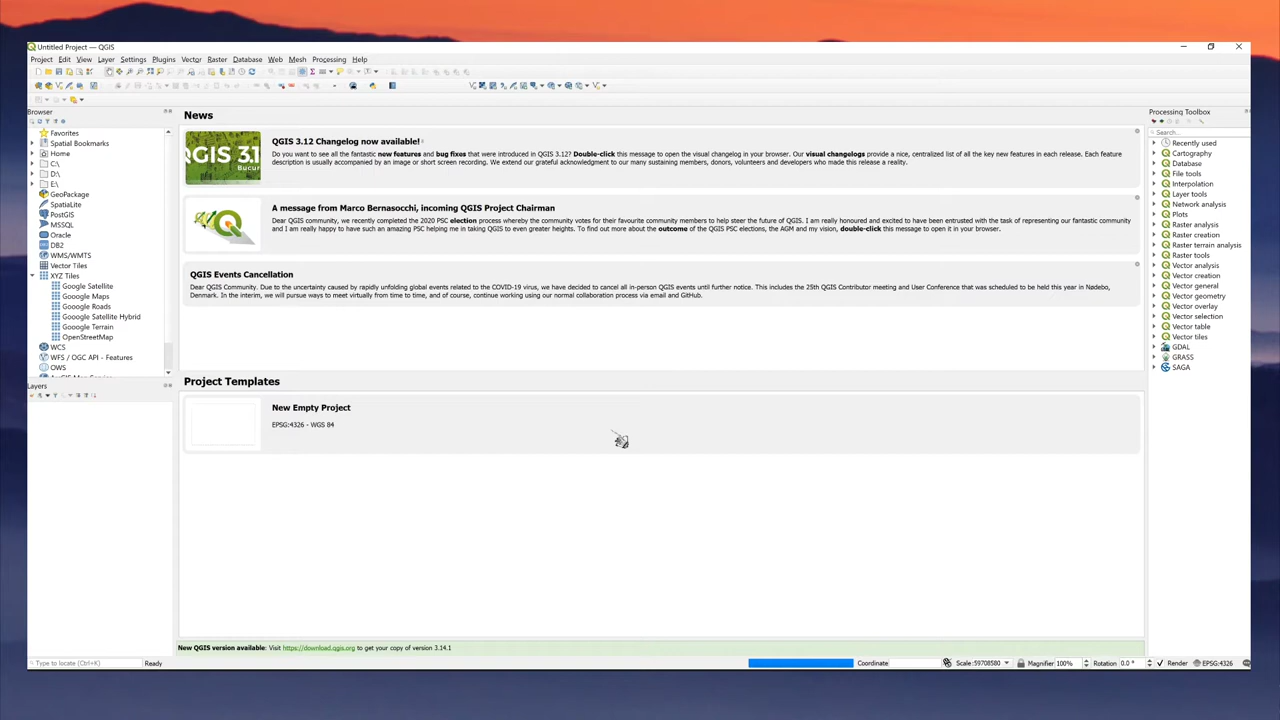 Untitled Project — QGIS
Project Edit View Layer Settings Plugins Vector Raster Database Web Mesh Processing Help
Browser
Favorites
Spatial Bookmarks
Home
C:\
D:\
E:\
GeoPackage
SpatiaLite
PostGIS
MSSQL
Oracle
DB2
WMS/WMTS
Vector Tiles
XYZ Tiles
Google Satellite
Gooogle Maps
Gooogle Roads
Gooogle Satellite Hybrid
Gooogle Terrain
OpenStreetMap
WCS
WFS / OGC API - Features
OWS
Layers
News
QGIS 3.12 Changelog now available!
Do you want to see all the fantastic new features and bug fixes that were introduced in QGIS 3.12? Double-click this message to open the visual changelog in your browser. Our visual changelogs provide a nice, centralized list of all the key new features in each release. Each feature
description is usually accompanied by an image or short screen recording. We extend our grateful acknowledgment to our many sustaining members, donors, volunteers and developers who made this release a reality.
A message from Marco Bernasocchi, incoming QGIS Project Chairman
Dear QGIS community, we recently completed the 2020 PSC election process whereby the community votes for their favourite community members to help steer the future of QGIS. I am really honoured and excited to have been entrusted with the task of representing our fantastic community
and I am really happy to have such an amazing PSC helping me in taking QGIS to even greater heights. To find out more about the outcome of the QGIS PSC elections, the AGM and my vision, double-click this message to open it in your browser.
QGIS Events Cancellation
Dear QGIS Community. Due to the uncertainty caused by rapidly unfolding global events related to the COVID-19 virus, we have decided to cancel all in-person QGIS events until further notice. This includes the 25th QGIS Contributor meeting and User Conference that was scheduled to be held this year in Nødebo,
Denmark. In the interim, we will pursue ways to meet virtually from time to time, and of course, continue working using our normal collaboration process via email and GitHub.
Project Templates
New Empty Project
EPSG:4326 - WGS 84
New QGIS version available: Visit https://download.qgis.org to get your copy of version 3.14.1
Processing Toolbox
Search...
Recently used
Cartography
Database
File tools
Interpolation
Layer tools
Network analysis
Plots
Raster analysis
Raster creation
Raster terrain analysis
Raster tools
Vector analysis
Vector creation
Vector general
Vector geometry
Vector overlay
Vector selection
Vector table
Vector tiles
GDAL
GRASS
SAGA
Type to locate (Ctrl+K) Ready Coordinate Scale 1:59708580 Magnifier 100% Rotation 0.0 ° Render EPSG:4326